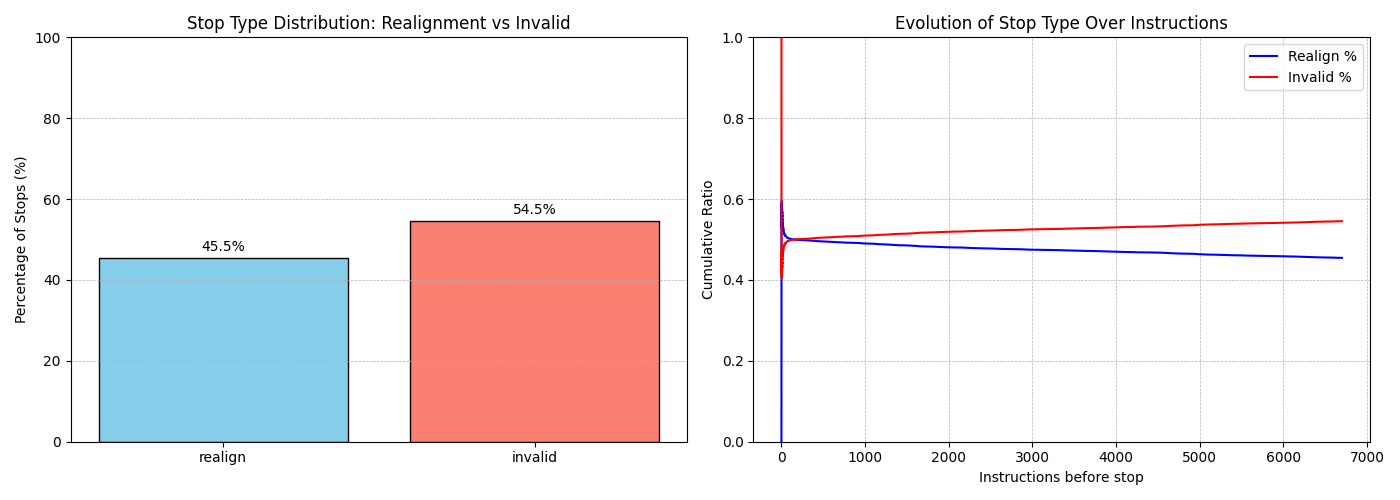 Stop Type Distribution: Realignment vs Invalid
Percentage of Stops (%)
100
80
60
40
20
0
45.5%
54.5%
realign
invalid
Evolution of Stop Type Over Instructions
Cumulative Ratio
1.0
0.8
0.6
0.4
0.2
0.0
Realign %
Invalid %
0 1000 2000 3000 4000 5000 6000 7000
Instructions before stop